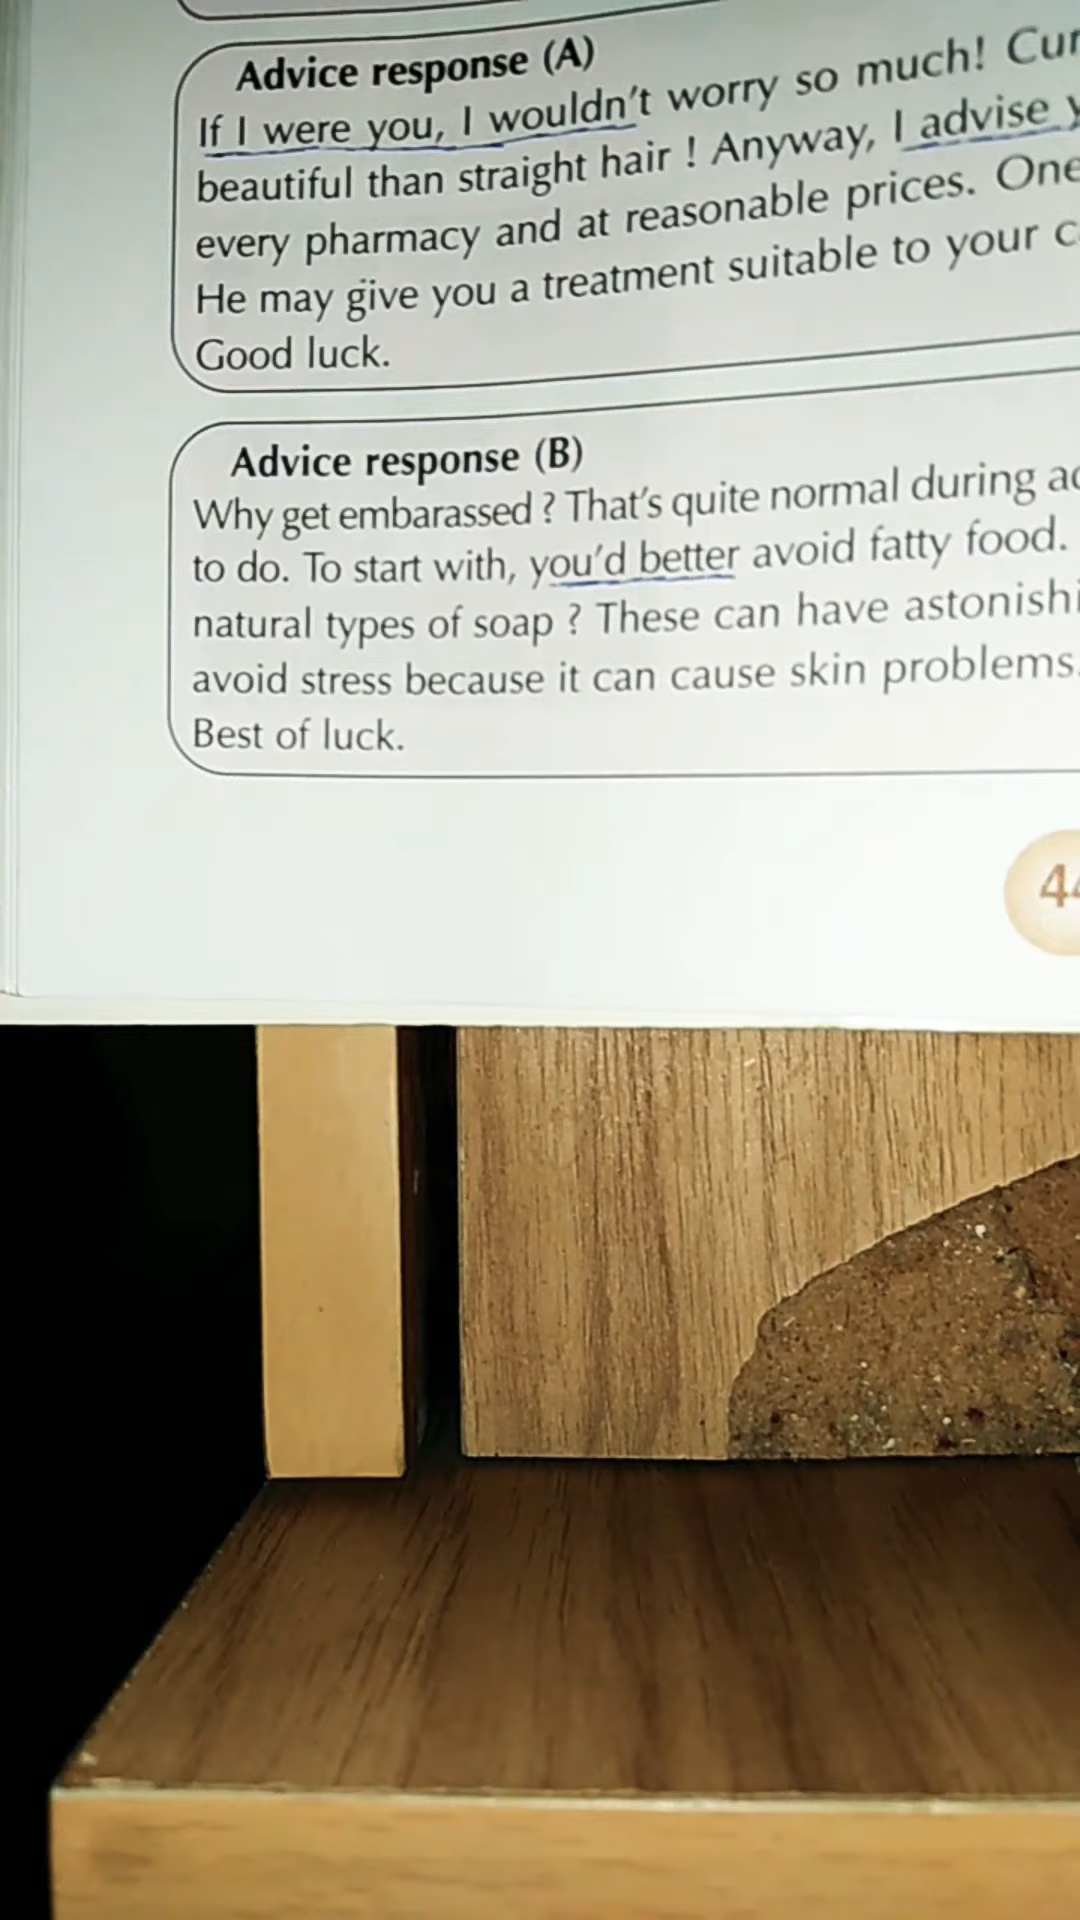 Advice response (A)
If I were you, I wouldn't worry so much!
beautiful than straight hair ! Anyway, I advise
every pharmacy and at reasonable prices. One
He may give you a treatment suitable to your
Good luck.
Advice response (B)
Why get embarassed ? That's quite normal during
to do. To start with, you'd better avoid fatty food.
natural types of soap ? These can have
avoid stress because it can cause skin problems.
Best of luck.